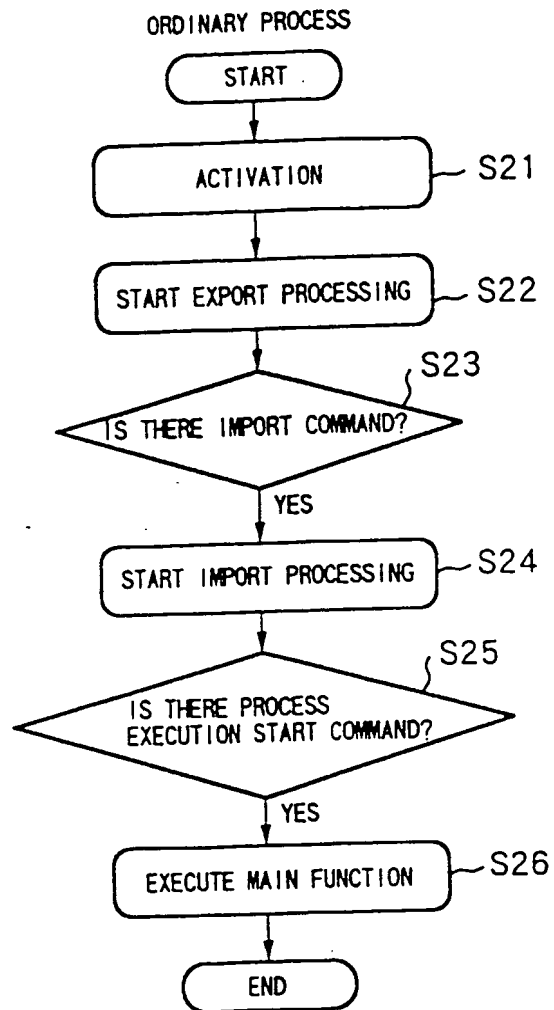 ORDINARY PROCESS
START
ACTIVATION
S21
START EXPORT PROCESSING
S22
S23
IS THERE IMPORT COMMAND?
YES
START IMPORT PROCESSING
S24
S25
IS THERE PROCESS
EXECUTION START COMMAND?
YES
EXECUTE MAIN FUNCTION
S26
END